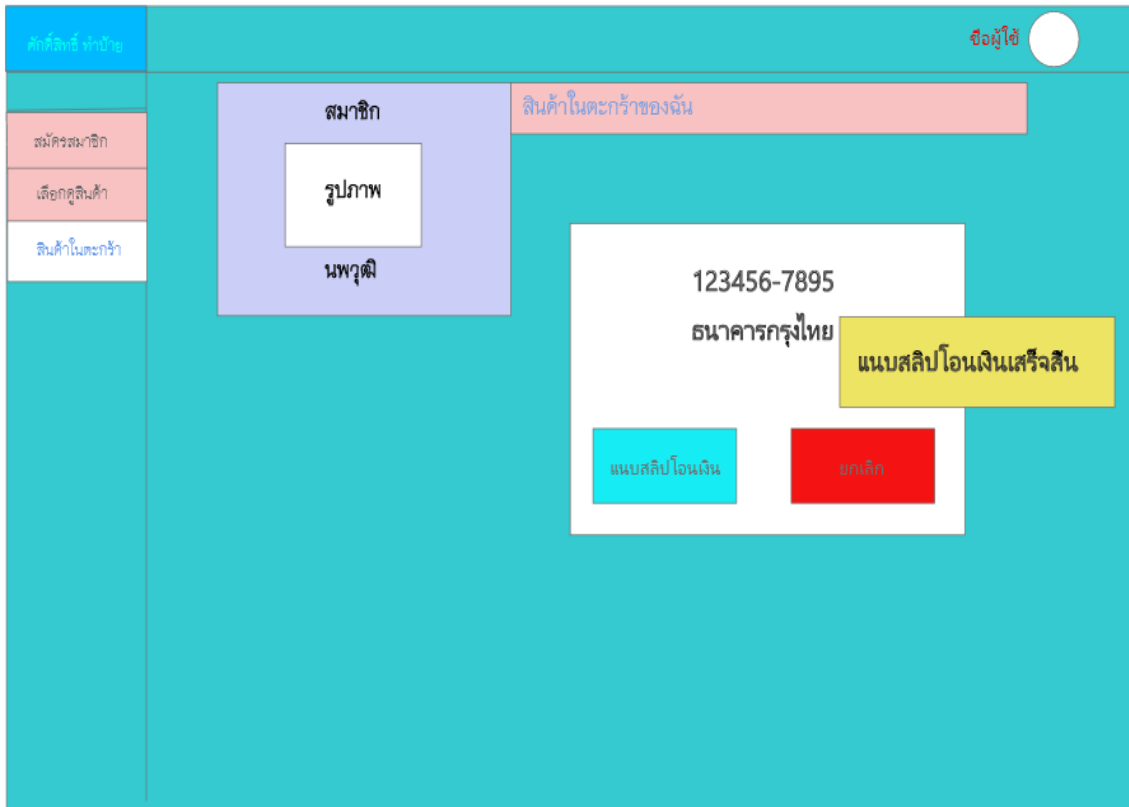 ศักดิ์สิทธิ์ ทำป้าย
ชื่อผู้ใช้
สมาชิก
สินค้าในตะกร้าของฉัน
สมัครสมาชิก
รูปภาพ
เลือกดูสินค้า
สินค้าในตะกร้า
นพวุฒิ
123456-7895
ธนาคารกรุงไทย
แนบสลิปโอนเงินเสร็จสิ้น
แนบสลิปโอนเงิน
ยกเลิก